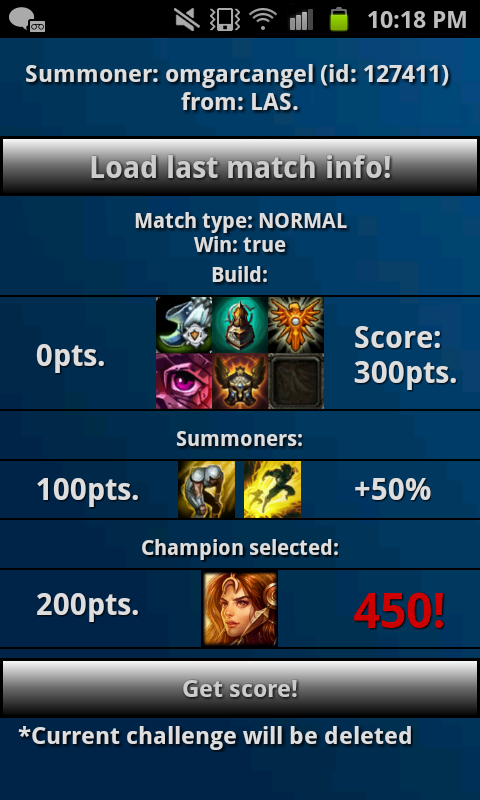 10:18 PM
Summoner: omgarcangel (id: 127411)
from: LAS.
Load last match info!
Match type: NORMAL
Win: true
Build:
0pts.
Score:
300pts.
Summoners:
100pts.
+50%
Champion selected:
200pts.
450!
Get score!
*Current challenge will be deleted